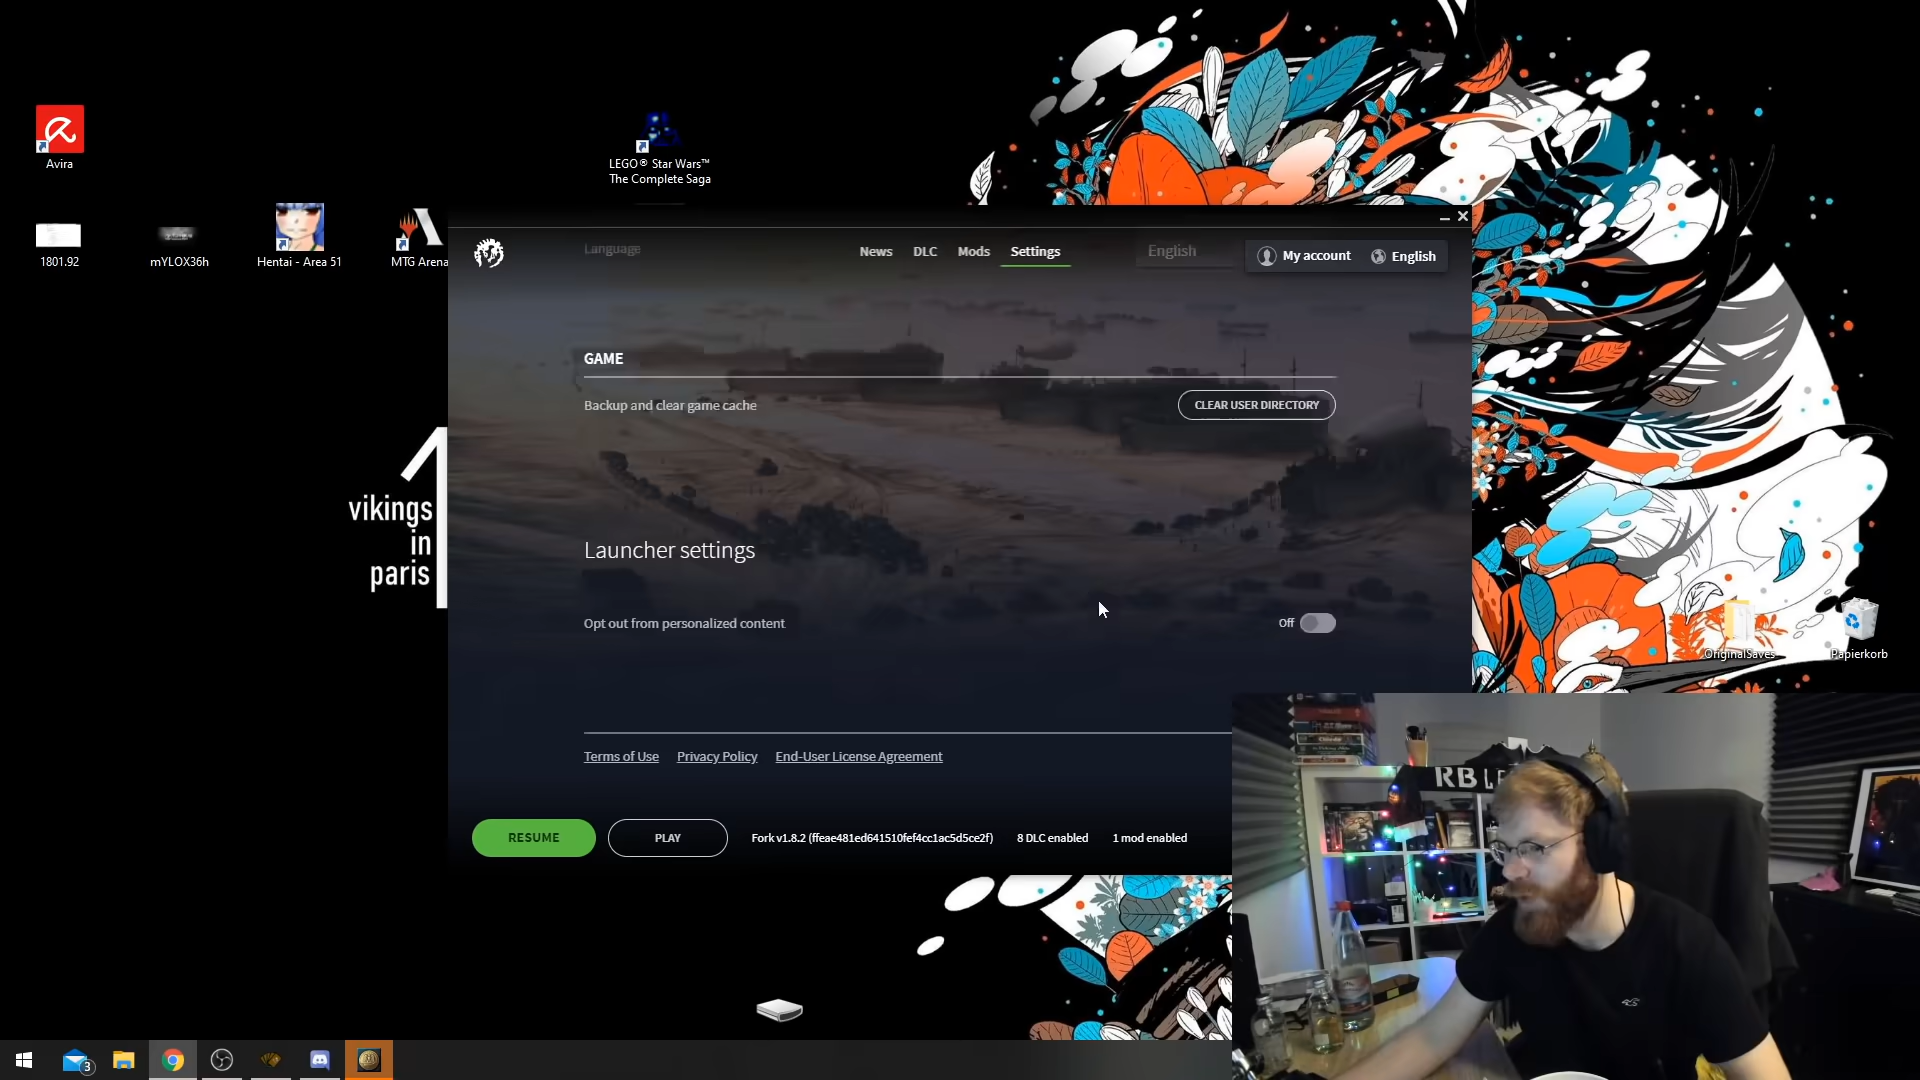 Avira
LEGO® Star Wars™
The Complete Saga
1801.92
mYLOX36h
Hentai - Area 51
MTG Arena
Language
News
DLC
Mods
Settings
English
My account
English
GAME
Backup and clear game cache
CLEAR USER DIRECTORY
vikings
in
paris
Launcher settings
Opt out from personalized content
Off
OriginalSaves
Papierkorb
Terms of Use
Privacy Policy
End-User License Agreement
RESUME
PLAY
Fork v1.8.2 (ffeae481ed641510fef4cc1ac5d5ce2f)
8 DLC enabled
1 mod enabled
RB LE
3